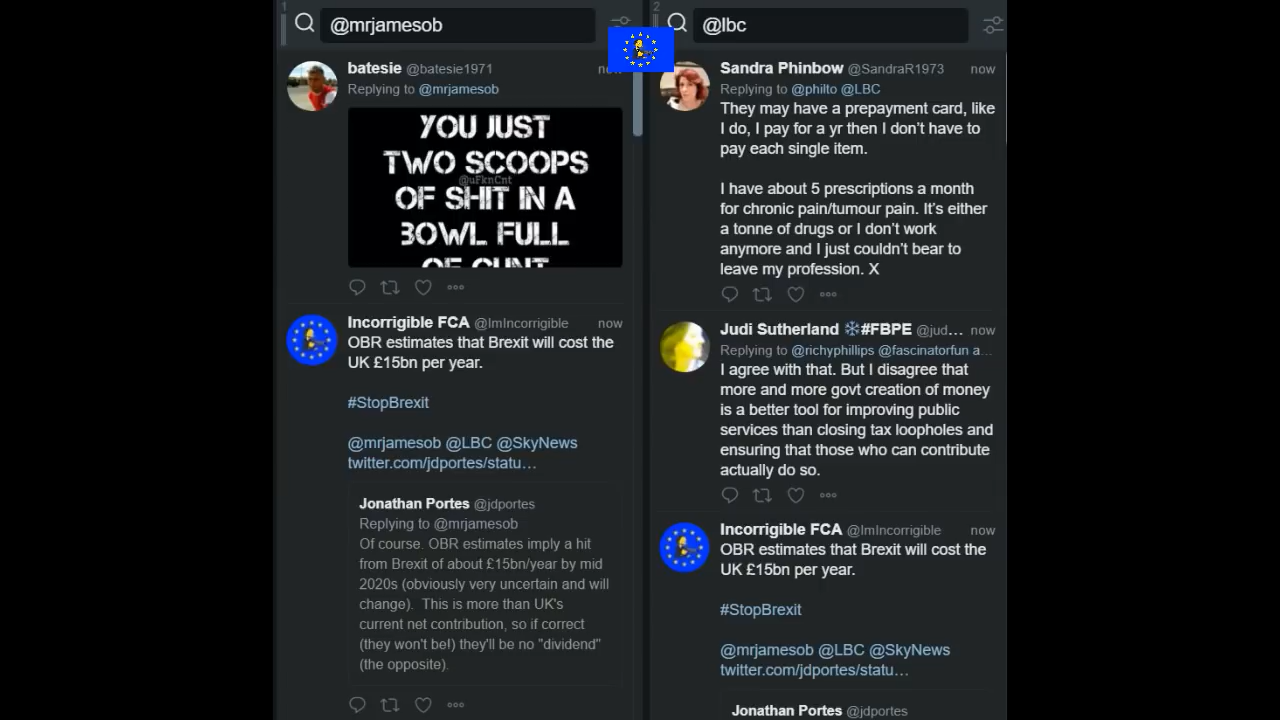 1
@mrjamesob
batesie @batesie1971
now
Replying to @mrjamesob
YOU JUST
TWO SCOOPS
@uFknCnt
OF SHIT IN A
BOWL FULL
OF CUNT
Incorrigible FCA @ImIncorrigible now
OBR estimates that Brexit will cost the
UK £15bn per year.
#StopBrexit
@mrjamesob @LBC @SkyNews
twitter.com/jdportes/statu…
Jonathan Portes @jdportes
Replying to @mrjamesob
Of course. OBR estimates imply a hit
from Brexit of about £15bn/year by mid
2020s (obviously very uncertain and will
change). This is more than UK's
current net contribution, so if correct
(they won't be!) they'll be no "dividend"
(the opposite).
2
@lbc
Sandra Phinbow @SandraR1973 now
Replying to @philto @LBC
They may have a prepayment card, like
I do, I pay for a yr then I don't have to
pay each single item.
I have about 5 prescriptions a month
for chronic pain/tumour pain. It's either
a tonne of drugs or I don't work
anymore and I just couldn't bear to
leave my profession. X
Judi Sutherland ❄#FBPE @jud… now
Replying to @richyphillips @fascinatorfun a…
I agree with that. But I disagree that
more and more govt creation of money
is a better tool for improving public
services than closing tax loopholes and
ensuring that those who can contribute
actually do so.
Incorrigible FCA @ImIncorrigible now
OBR estimates that Brexit will cost the
UK £15bn per year.
#StopBrexit
@mrjamesob @LBC @SkyNews
twitter.com/jdportes/statu…
Jonathan Portes @jdportes